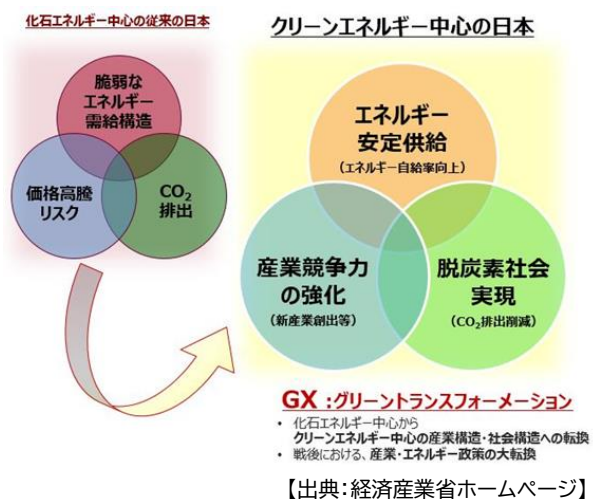 化石エネルギー中心の従来の日本
クリーンエネルギー中心の日本
脆弱な
エネルギー
需給構造
価格高騰
リスク
CO₂
排出
エネルギー
安定供給
（エネルギー自給率向上）
産業競争力
の強化
（新産業創出等）
脱炭素社会
実現
（CO₂排出削減）
GX：グリーントランスフォーメーション
• 化石エネルギー中心から
クリーンエネルギー中心の産業構造・社会構造への転換
• 戦後における、産業・エネルギー政策の大転換
【出典：経済産業省ホームページ】